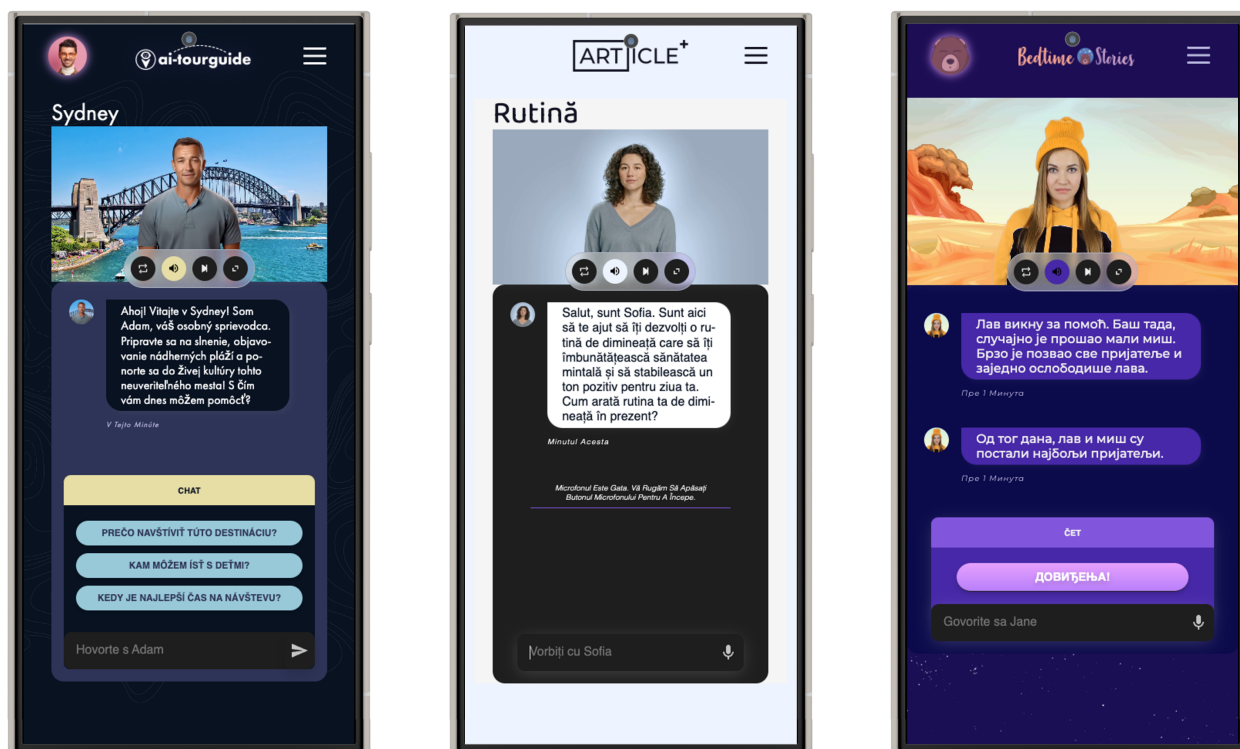 ai-tourguide
Sydney
Ahoj! Vitajte v Sydney! Som
Adam, váš osobný sprievodca.
Pripravte sa na slnenie, objavo-
vanie nádherných pláží a po-
norte sa do živej kultúry tohto
neuveriteľného mesta! S čím
vám dnes môžem pomôcť?
V Tejto Minúte
CHAT
PREČO NAVŠTÍVIŤ TÚTO DESTINÁCIU?
KAM MÔŽEM ÍSŤ S DEŤMI?
KEDY JE NAJLEPŠÍ ČAS NA NÁVŠTEVU?
Hovorte s Adam
ARTICLE+
Rutină
Salut, sunt Sofia. Sunt aici
să te ajut să îți dezvolți o ru-
tină de dimineață care să îți
îmbunătățească sănătatea
mintală și să stabilească un
ton pozitiv pentru ziua ta.
Cum arată rutina ta de dimi-
neață în prezent?
Minutul Acesta
Microfonul Este Gata. Vă Rugăm Să Apăsați
Butonul Microfonului Pentru A Începe.
Vorbiți cu Sofia
Bedtime Stories
Лав викну за помоћ. Баш тада,
случајно је прошао мали миш.
Брзо је позвао све пријатеље и
заједно ослободише лава.
Пре 1 Минута
Од тог дана, лав и миш су
постали најбољи пријатељи.
Пре 1 Минута
ČET
ДОВИЂЕЊА!
Govorite sa Jane